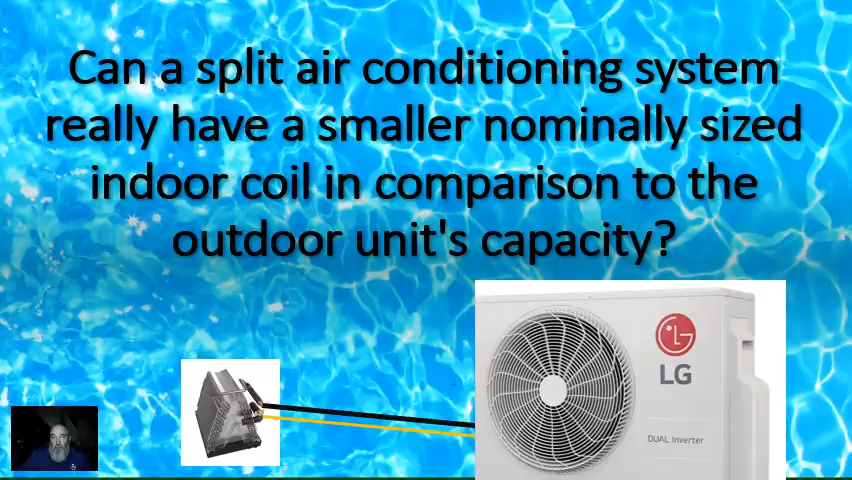 Can a split air conditioning system
really have a smaller nominally sized
indoor coil in comparison to the
outdoor unit's capacity?
LG
DUAL Inverter